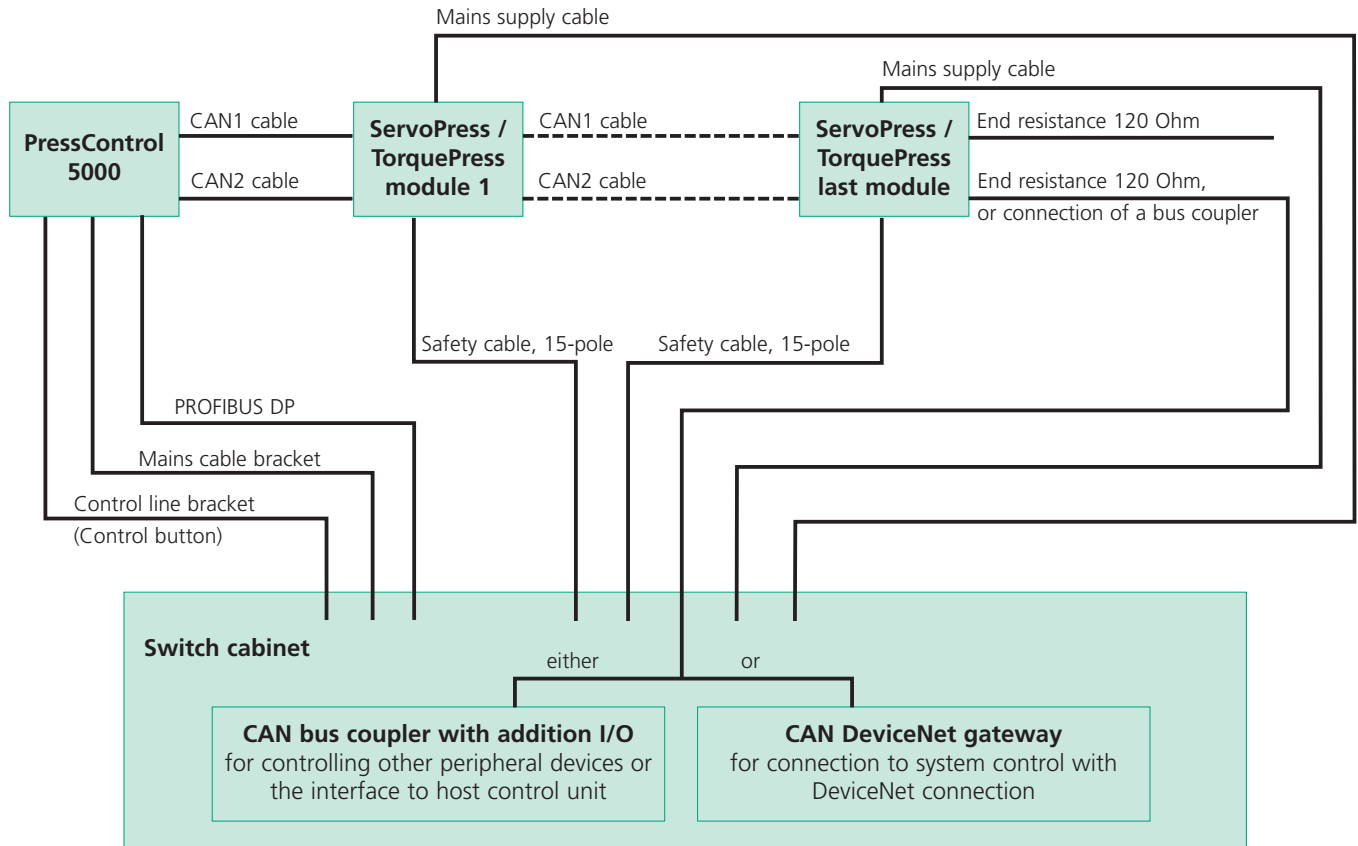 Mains supply cable
Mains supply cable
PressControl
5000
CAN1 cable
CAN2 cable
ServoPress /
TorquePress
module 1
CAN1 cable
CAN2 cable
ServoPress /
TorquePress
last module
End resistance 120 Ohm
End resistance 120 Ohm,
or connection of a bus coupler
Safety cable, 15-pole
Safety cable, 15-pole
PROFIBUS DP
Mains cable bracket
Control line bracket
(Control button)
Switch cabinet
either
or
CAN bus coupler with addition I/O
for controlling other peripheral devices or
the interface to host control unit
CAN DeviceNet gateway
for connection to system control with
DeviceNet connection